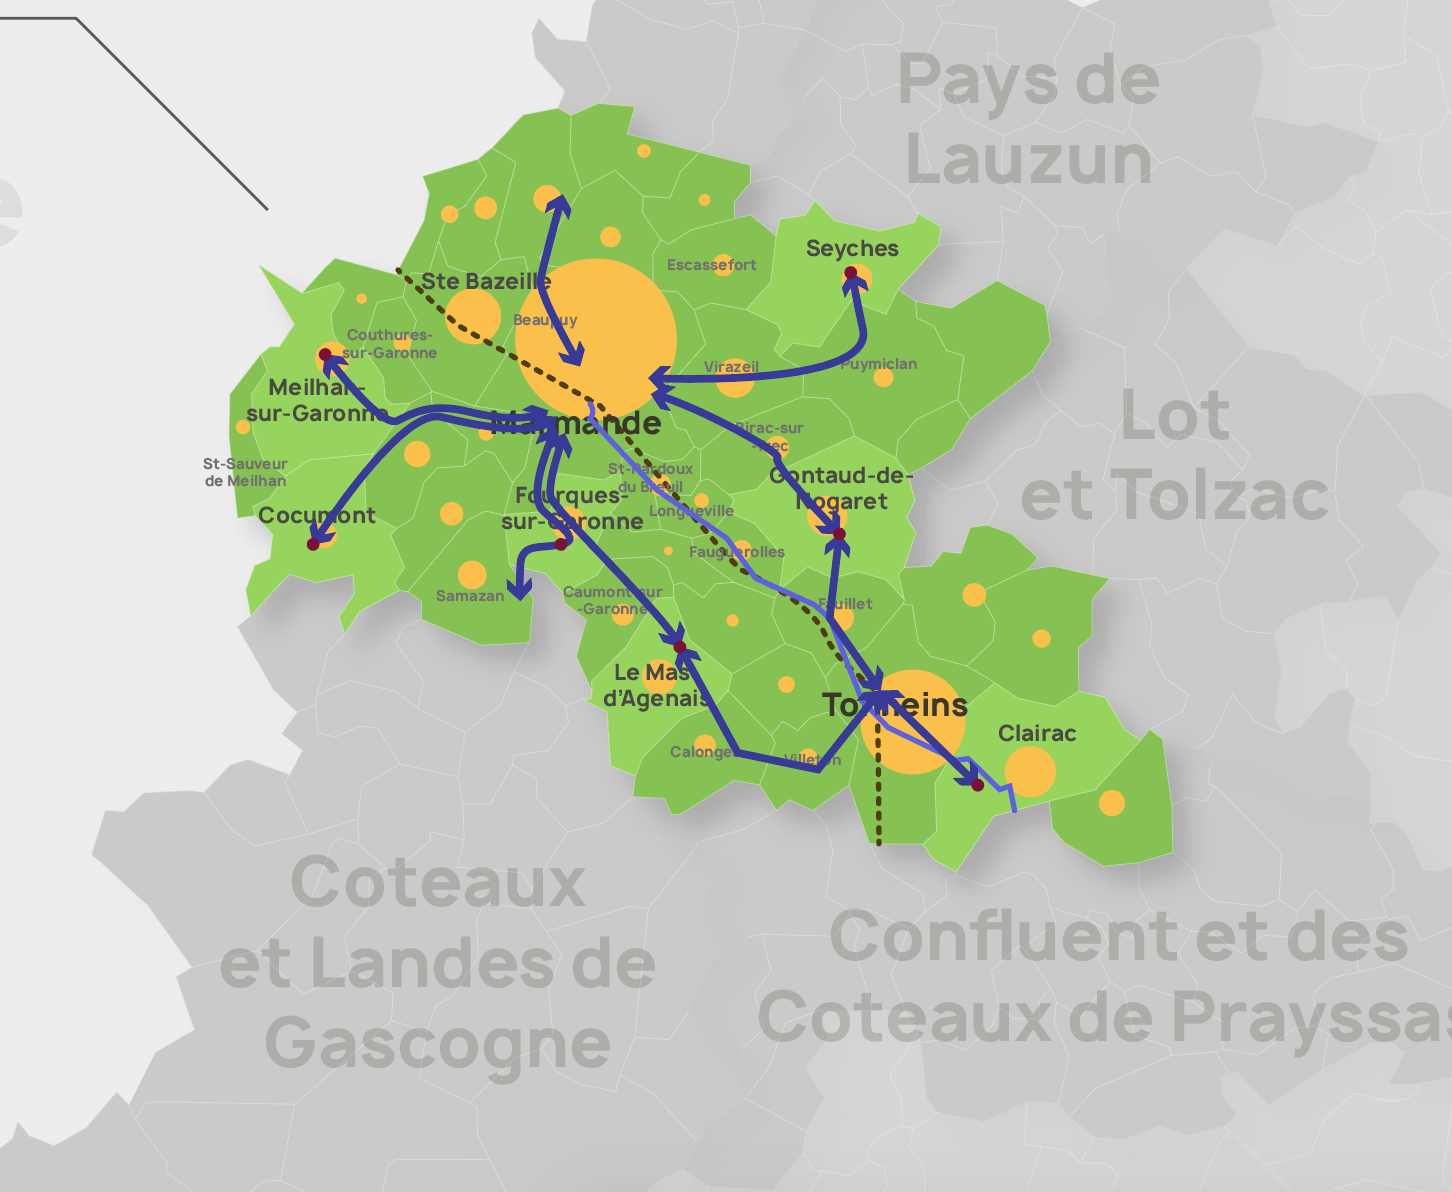 Pays de
Lauzun
e
Seyches
Escassefort
Ste Bazeille
Beaupuy
Couthures-
sur-Garonne
Virazeil
Puymiclan
Meilhan-
sur-Garonne
Marmande
Birac-sur
-Trec
Lot
et Tolzac
St-Sauveur
de Meilhan
St-Pardoux
du Breuil
Gontaud-de-
Nogaret
Fourques-
sur-Garonne
Longueville
Cocumont
Fauguerolles
Samazan
Caumont-sur
-Garonne
Fauillet
Le Mas
d'Agenais
Tonneins
Clairac
Calonges
Villeton
Coteaux
et Landes de
Gascogne
Confluent et des
Coteaux de Prayssas